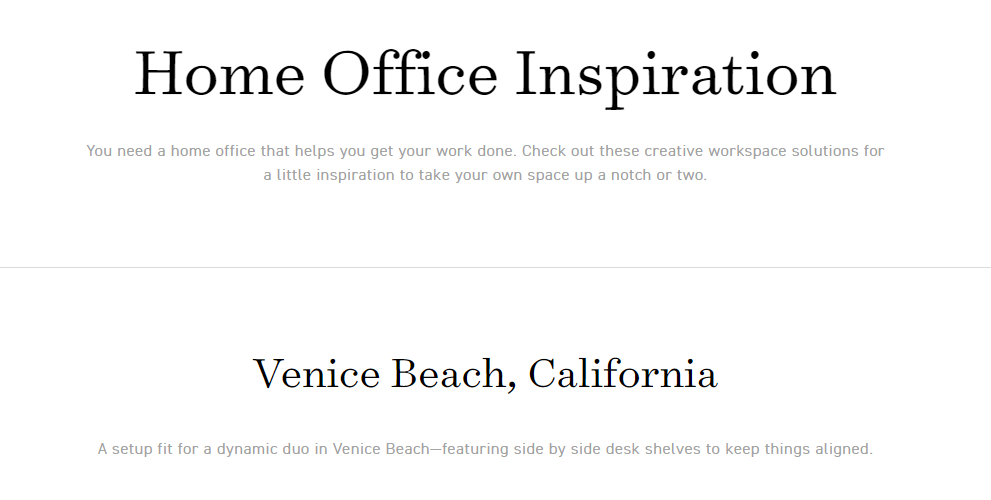 Home Office Inspiration
You need a home office that helps you get your work done. Check out these creative workspace solutions for
a little inspiration to take your own space up a notch or two.
Venice Beach, California
A setup fit for a dynamic duo in Venice Beach—featuring side by side desk shelves to keep things aligned.